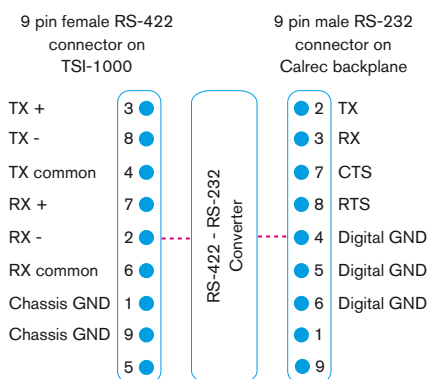 9 pin female RS-422
connector on
TSI-1000
9 pin male RS-232
connector on
Calrec backplane
TX + 3
TX - 8
TX common 4
RX + 7
RX - 2
RX common 6
Chassis GND 1
Chassis GND 9
5
RS-422 - RS-232
Converter
2 TX
3 RX
7 CTS
8 RTS
4 Digital GND
5 Digital GND
6 Digital GND
1
9